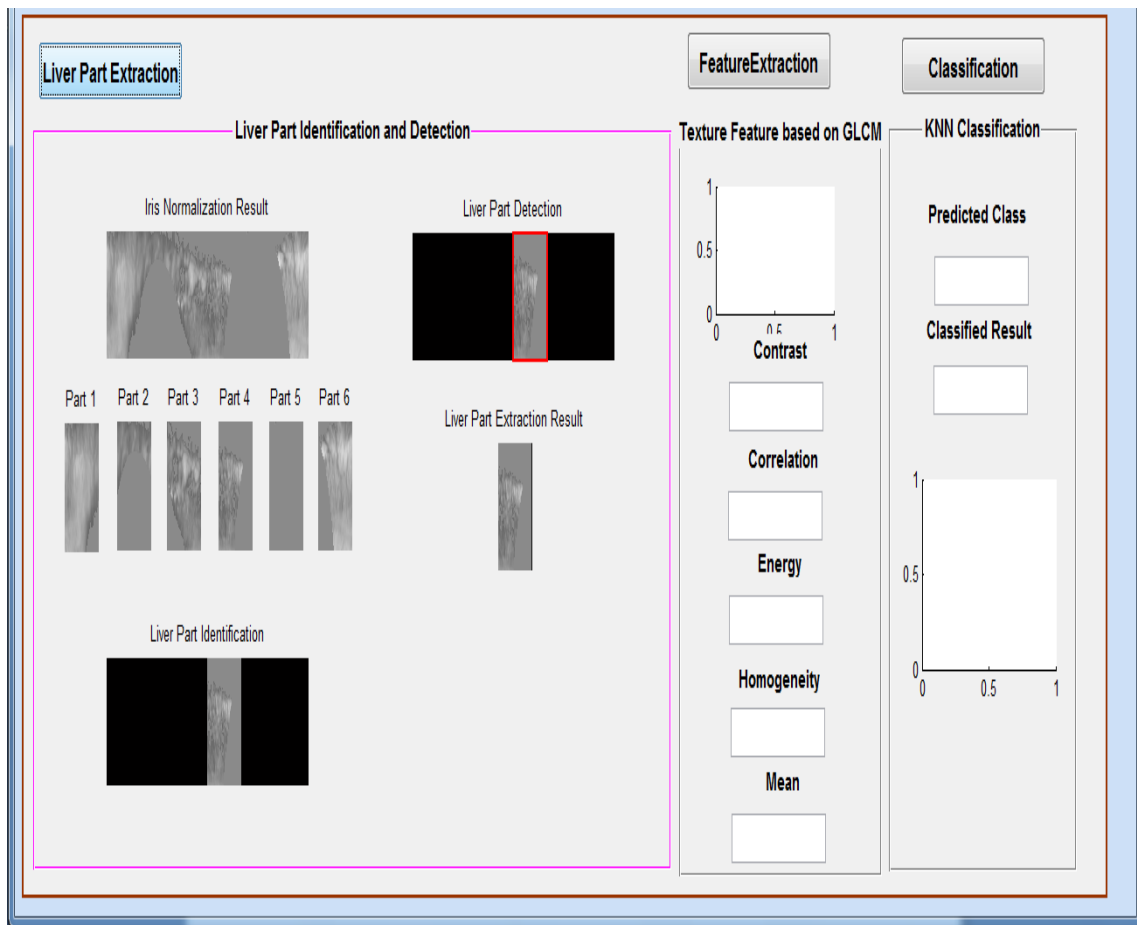 Liver Part Extraction
FeatureExtraction
Classification
Liver Part Identification and Detection
Iris Normalization Result
Liver Part Detection
Part 1
Part 2
Part 3
Part 4
Part 5
Part 6
Liver Part Extraction Result
Liver Part Identification
Texture Feature based on GLCM
1
0.5
0
0
0.5
1
Contrast
Correlation
Energy
Homogeneity
Mean
KNN Classification
Predicted Class
Classified Result
1
0.5
0
0
0.5
1